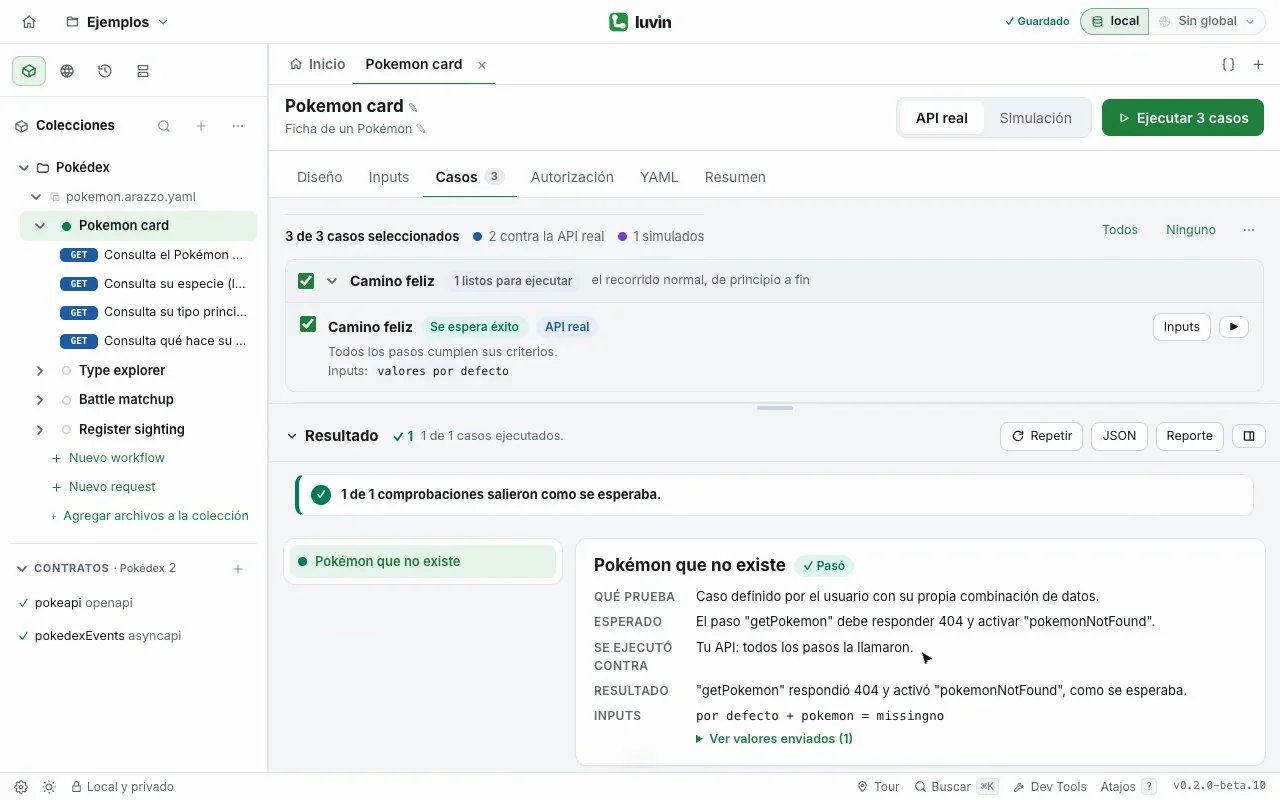 Ejemplos
luvin
Guardado
local
Sin global
Inicio
Pokemon card
Colecciones
Pokemon card
Ficha de un Pokémon
API real
Simulación
Ejecutar 3 casos
Pokédex
pokemon.arazzo.yaml
Pokemon card
GET Consulta el Pokémon ...
GET Consulta su especie (l...
GET Consulta su tipo princi...
GET Consulta qué hace su ...
Type explorer
Battle matchup
Register sighting
+ Nuevo workflow
+ Nuevo request
+ Agregar archivos a la colección
CONTRATOS · Pokédex 2
pokeapi openapi
pokedexEvents asyncapi
Diseño
Inputs
Casos 3
Autorización
YAML
Resumen
3 de 3 casos seleccionados
2 contra la API real
1 simulados
Todos
Ninguno
Camino feliz
1 listos para ejecutar
el recorrido normal, de principio a fin
Camino feliz
Se espera éxito
API real
Inputs
Todos los pasos cumplen sus criterios.
Inputs: valores por defecto
Resultado
1
1 de 1 casos ejecutados.
Repetir
JSON
Reporte
1 de 1 comprobaciones salieron como se esperaba.
Pokémon que no existe
Pokémon que no existe
Pasó
QUÉ PRUEBA Caso definido por el usuario con su propia combinación de datos.
ESPERADO El paso "getPokemon" debe responder 404 y activar "pokemonNotFound".
SE EJECUTÓ CONTRA Tu API: todos los pasos la llamaron.
RESULTADO "getPokemon" respondió 404 y activó "pokemonNotFound", como se esperaba.
INPUTS por defecto + pokemon = missingno
Ver valores enviados (1)
Local y privado
Tour
Buscar ⌘K
Dev Tools
Atajos ?
v0.2.0-beta.10